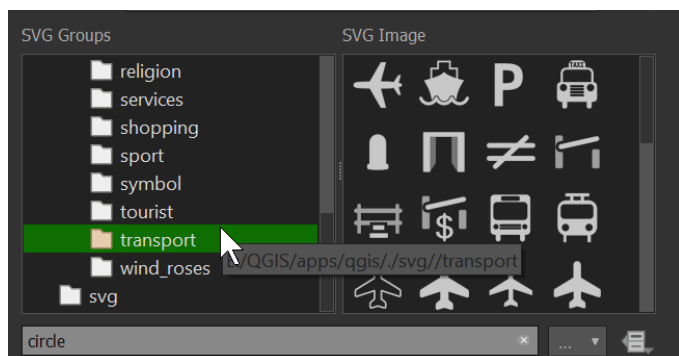 SVG Groups
SVG Image
religion
services
shopping
sport
symbol
tourist
transport
wind_roses
svg
TAXI
P
$
/QGIS/apps/qgis/./svg//transport
circle
...